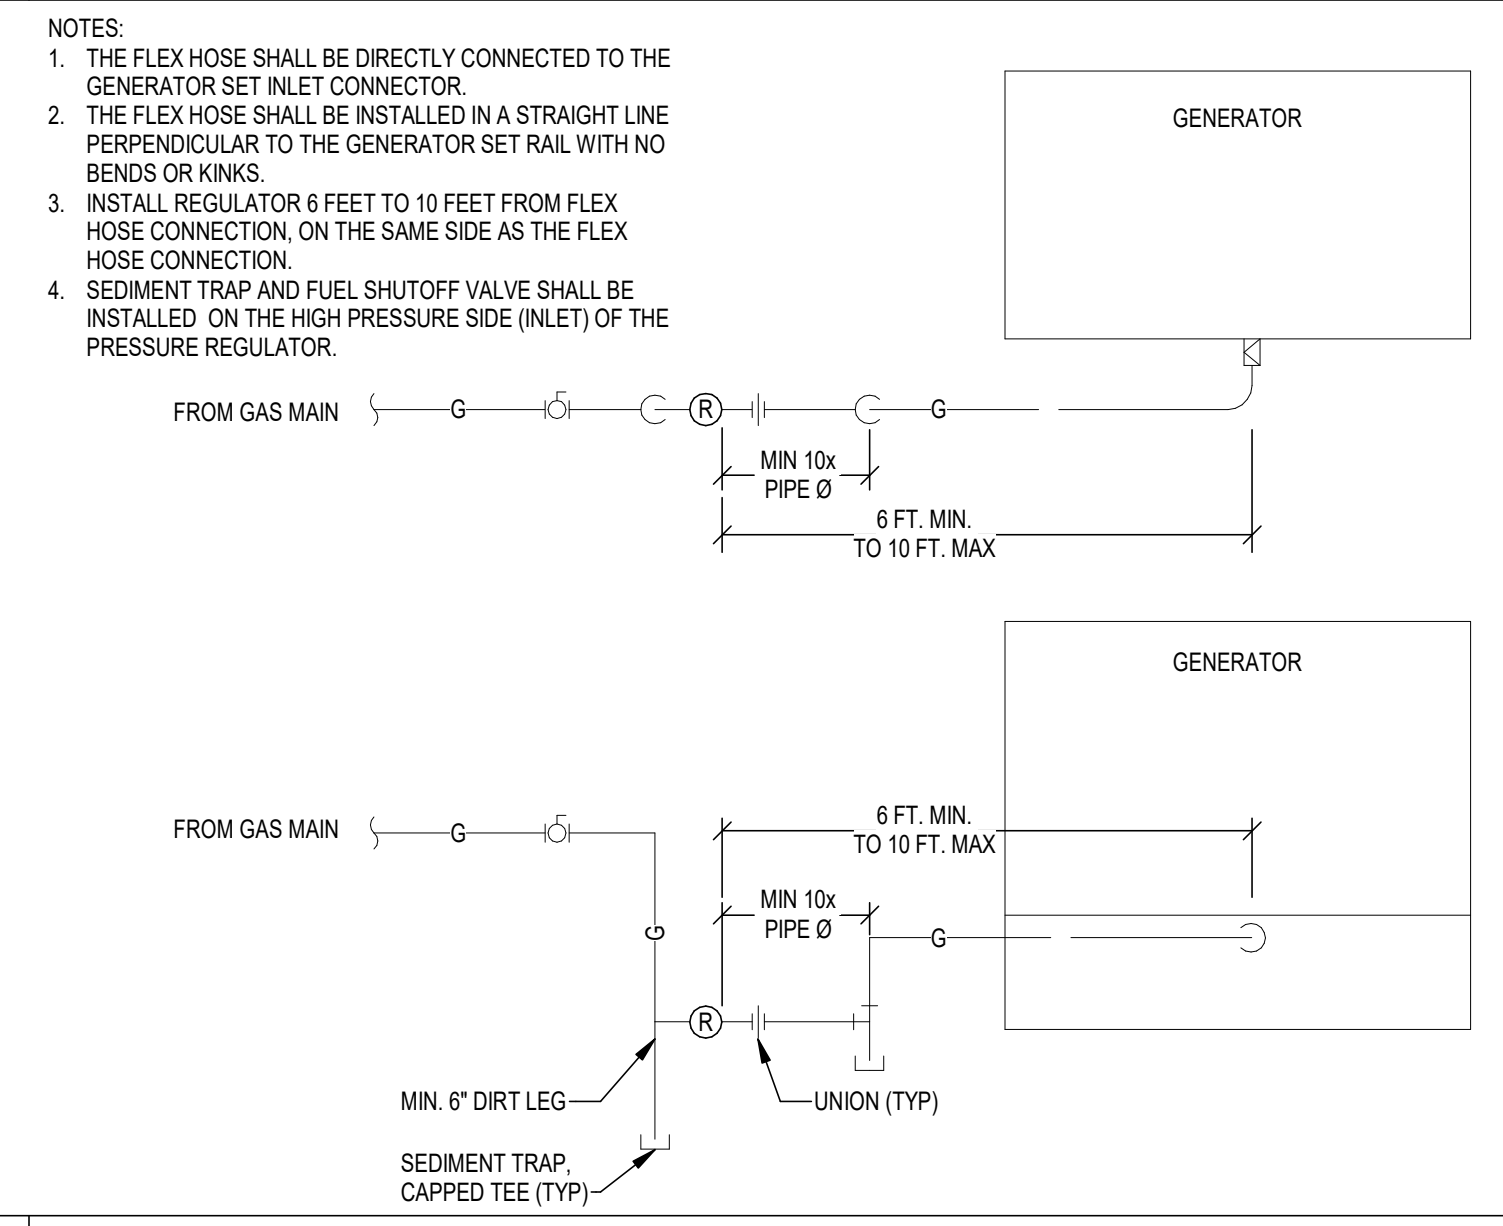 NOTES:
1. THE FLEX HOSE SHALL BE DIRECTLY CONNECTED TO THE
GENERATOR SET INLET CONNECTOR.
2. THE FLEX HOSE SHALL BE INSTALLED IN A STRAIGHT LINE
PERPENDICULAR TO THE GENERATOR SET RAIL WITH NO
BENDS OR KINKS.
3. INSTALL REGULATOR 6 FEET TO 10 FEET FROM FLEX
HOSE CONNECTION, ON THE SAME SIDE AS THE FLEX
HOSE CONNECTION.
4. SEDIMENT TRAP AND FUEL SHUTOFF VALVE SHALL BE
INSTALLED ON THE HIGH PRESSURE SIDE (INLET) OF THE
PRESSURE REGULATOR.
GENERATOR
FROM GAS MAIN
G
R
G
MIN 10x
PIPE Ø
6 FT. MIN.
TO 10 FT. MAX
GENERATOR
FROM GAS MAIN
G
6 FT. MIN.
TO 10 FT. MAX
MIN 10x
PIPE Ø
G
G
R
MIN. 6" DIRT LEG
UNION (TYP)
SEDIMENT TRAP,
CAPPED TEE (TYP)